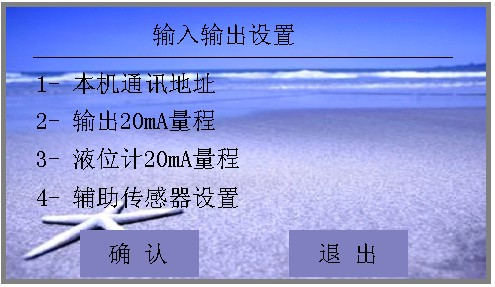 输入输出设置
1- 本机通讯地址
2- 输出20mA量程
3- 液位计20mA量程
4- 辅助传感器设置
确 认
退 出